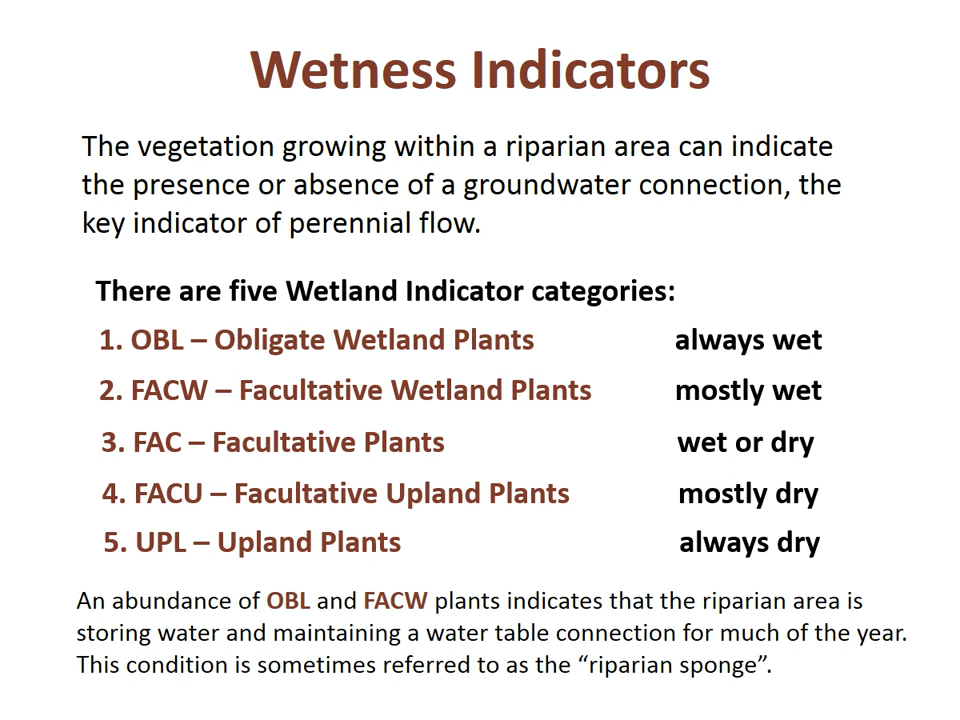 Wetness Indicators
The vegetation growing within a riparian area can indicate
the presence or absence of a groundwater connection, the
key indicator of perennial flow.
There are five Wetland Indicator categories:
1. OBL – Obligate Wetland Plants always wet
2. FACW – Facultative Wetland Plants mostly wet
3. FAC – Facultative Plants wet or dry
4. FACU – Facultative Upland Plants mostly dry
5. UPL – Upland Plants always dry
An abundance of OBL and FACW plants indicates that the riparian area is
storing water and maintaining a water table connection for much of the year.
This condition is sometimes referred to as the “riparian sponge”.